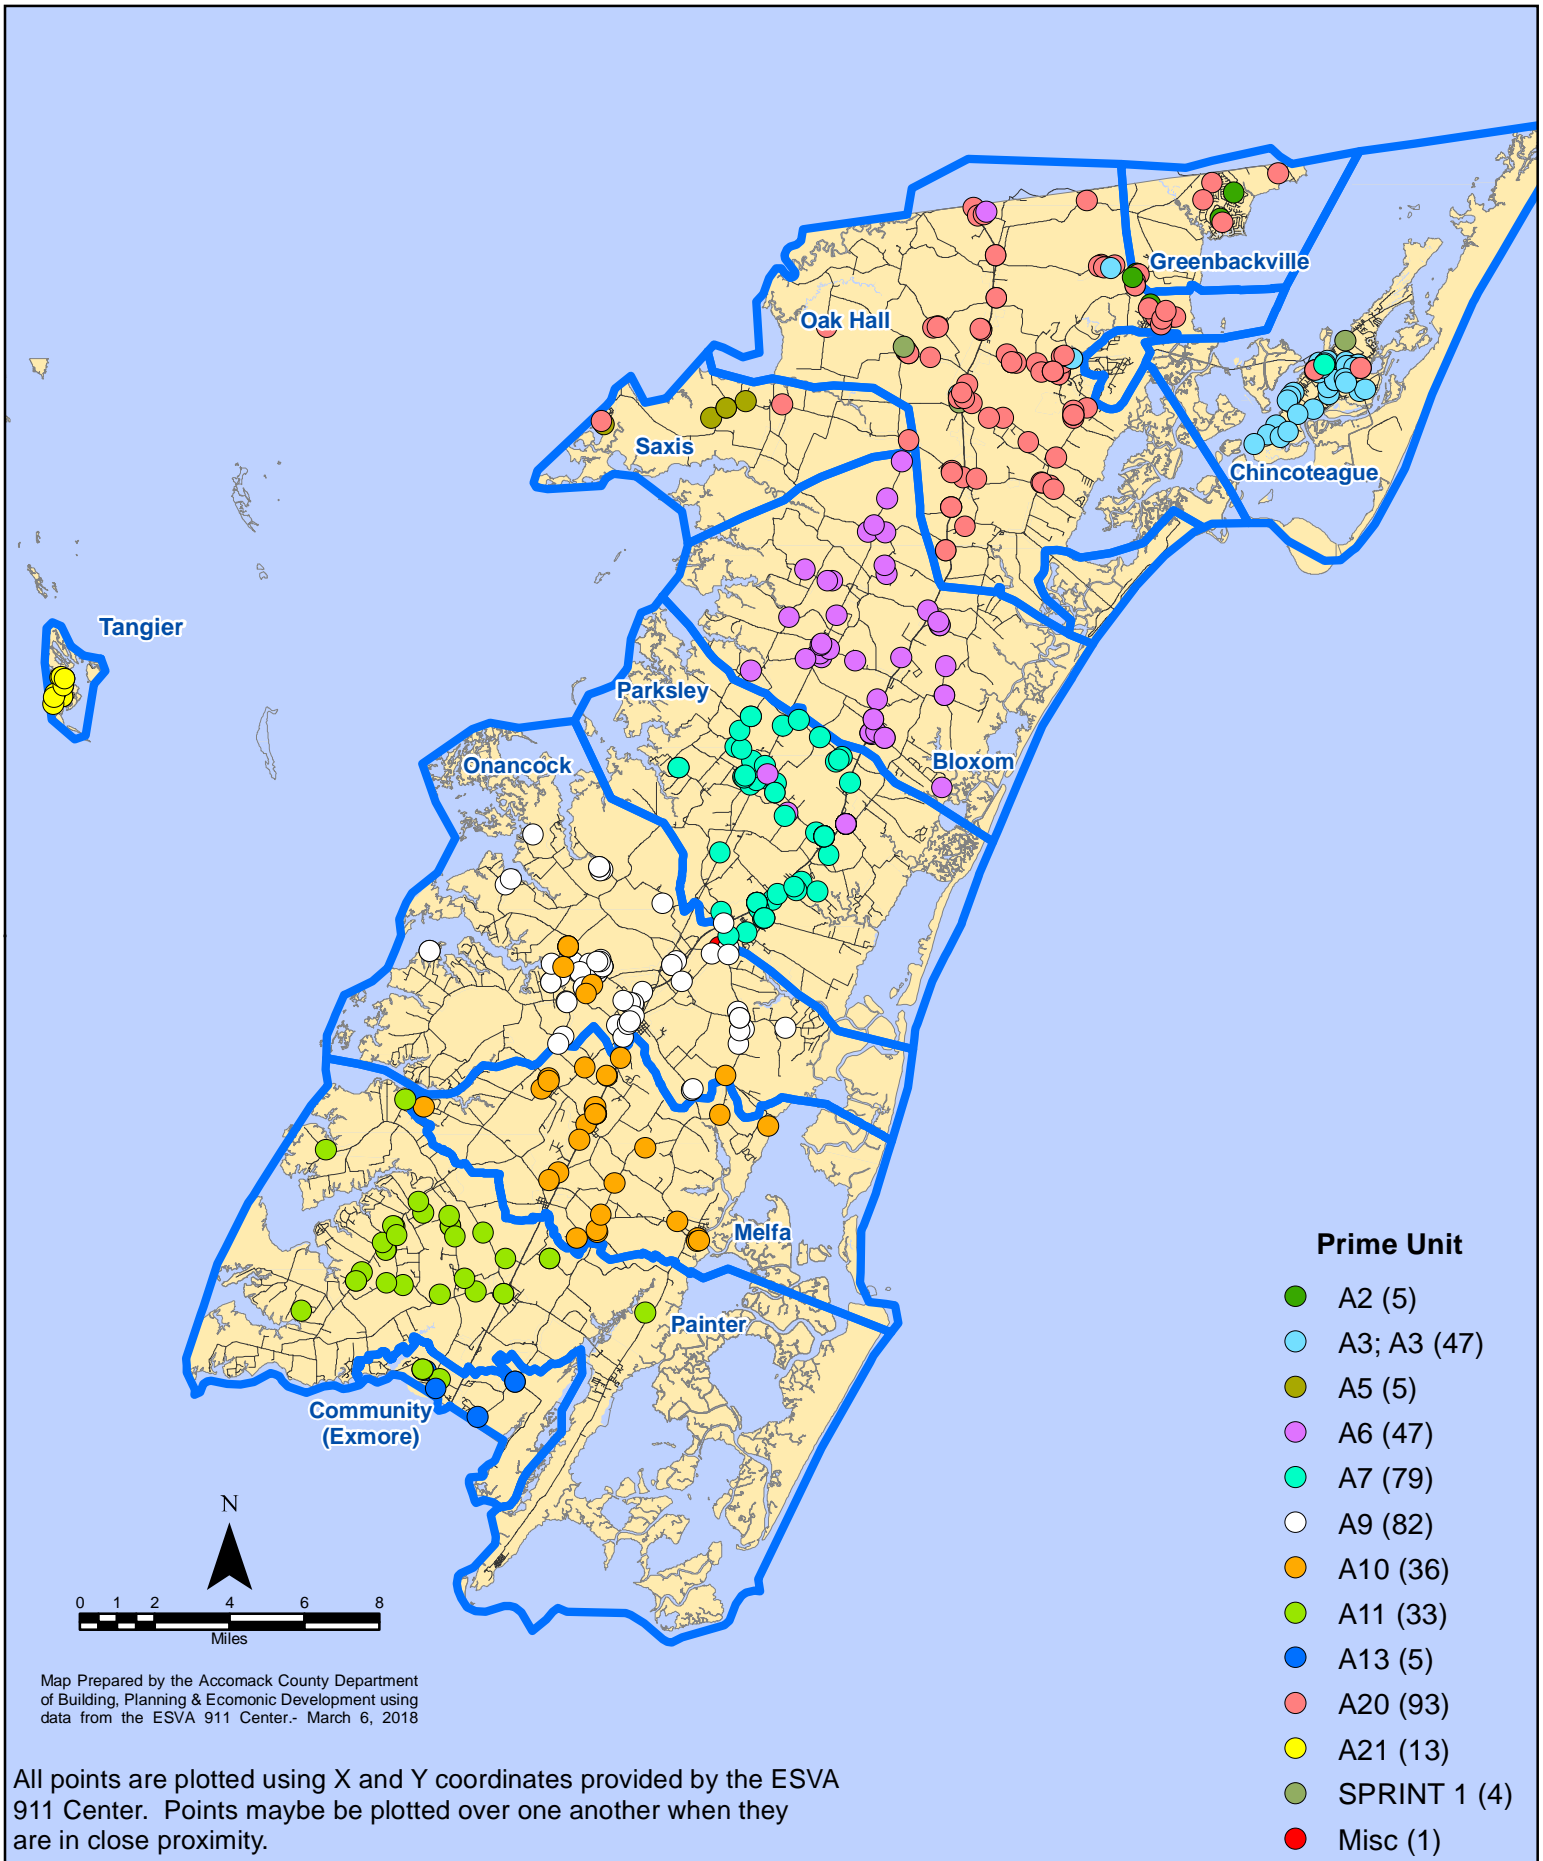 Greenbackville
Oak Hall
Saxis
Chincoteague
Tangier
Parksley
Onancock
Bloxom
Melfa
Painter
Community
(Exmore)
Prime Unit
A2 (5)
A3; A3 (47)
A5 (5)
A6 (47)
A7 (79)
A9 (82)
A10 (36)
A11 (33)
A13 (5)
A20 (93)
A21 (13)
SPRINT 1 (4)
Misc (1)
N
0 1 2 4 6 8
Miles
Map Prepared by the Accomack County Department
of Building, Planning & Ecomonic Development using
data from the ESVA 911 Center.- March 6, 2018
All points are plotted using X and Y coordinates provided by the ESVA
911 Center. Points maybe be plotted over one another when they
are in close proximity.